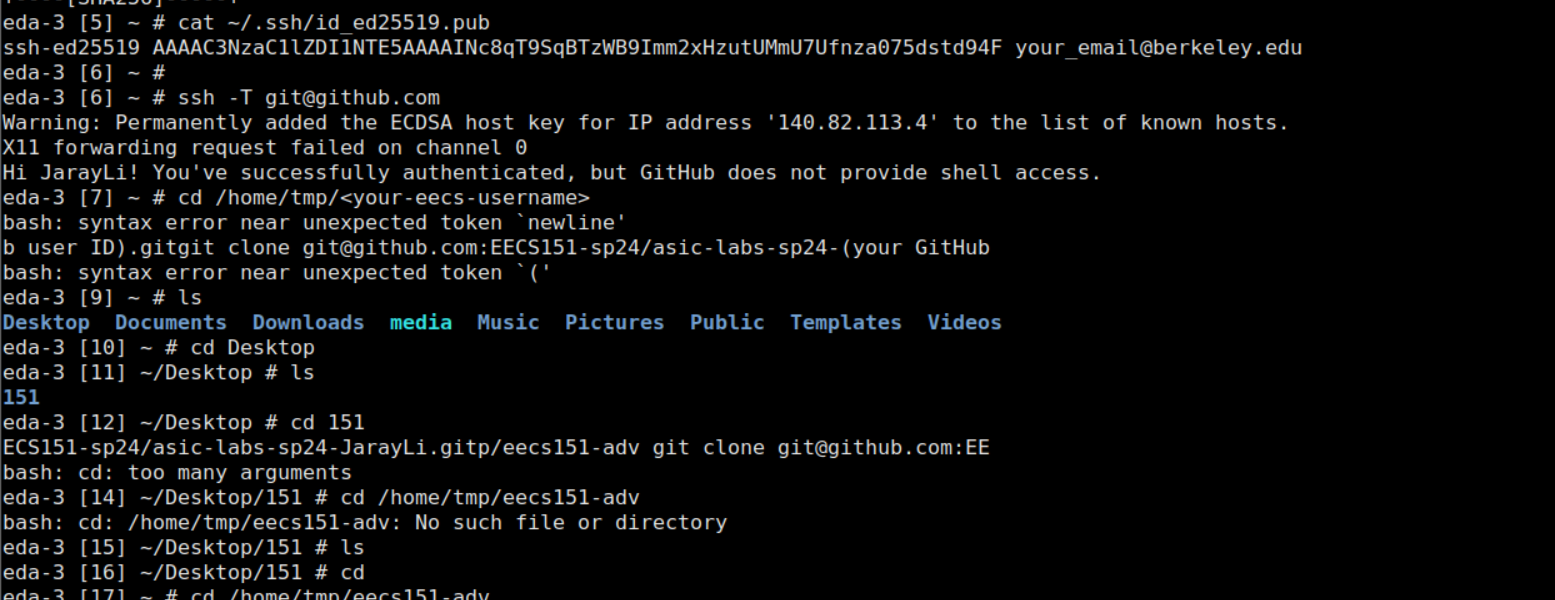 eda-3 [5] ~ # cat ~/.ssh/id_ed25519.pub
ssh-ed25519 AAAAC3NzaC1lZDI1NTE5AAAAINc8qT9SqBTzWB9Imm2xHzutUMmU7Ufnza075dstd94F your_email@berkeley.edu
eda-3 [6] ~ #
eda-3 [6] ~ # ssh -T git@github.com
Warning: Permanently added the ECDSA host key for IP address '140.82.113.4' to the list of known hosts.
X11 forwarding request failed on channel 0
Hi JarayLi! You've successfully authenticated, but GitHub does not provide shell access.
eda-3 [7] ~ # cd /home/tmp/<your-eecs-username>
bash: syntax error near unexpected token `newline'
b user ID).gitgit clone git@github.com:EECS151-sp24/asic-labs-sp24-(your GitHub
bash: syntax error near unexpected token `('
eda-3 [9] ~ # ls
Desktop Documents Downloads media Music Pictures Public Templates Videos
eda-3 [10] ~ # cd Desktop
eda-3 [11] ~/Desktop # ls
151
eda-3 [12] ~/Desktop # cd 151
ECS151-sp24/asic-labs-sp24-JarayLi.gitp/eecs151-adv git clone git@github.com:EE
bash: cd: too many arguments
eda-3 [14] ~/Desktop/151 # cd /home/tmp/eecs151-adv
bash: cd: /home/tmp/eecs151-adv: No such file or directory
eda-3 [15] ~/Desktop/151 # ls
eda-3 [16] ~/Desktop/151 # cd
eda-3 [17] ~ # cd /home/tmp/eecs151-adv